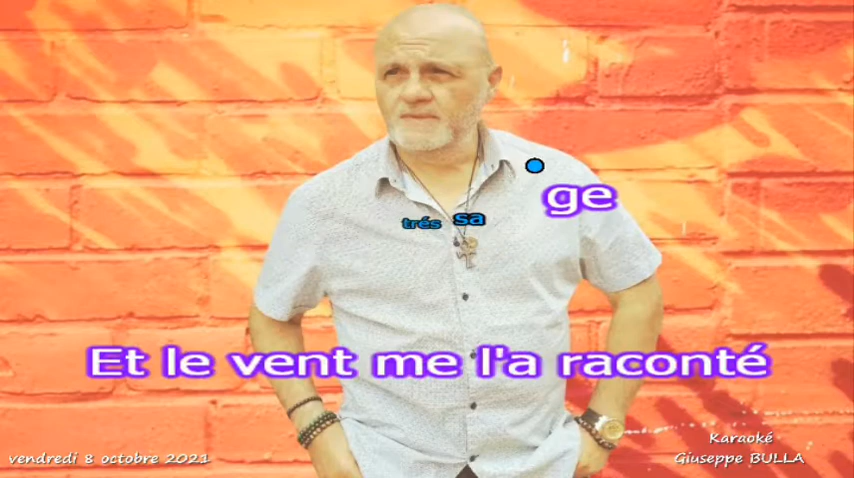 trés sa ge
Et le vent me l'a raconté
vendredi 8 octobre 2021
Karaoké
Giuseppe BULLA